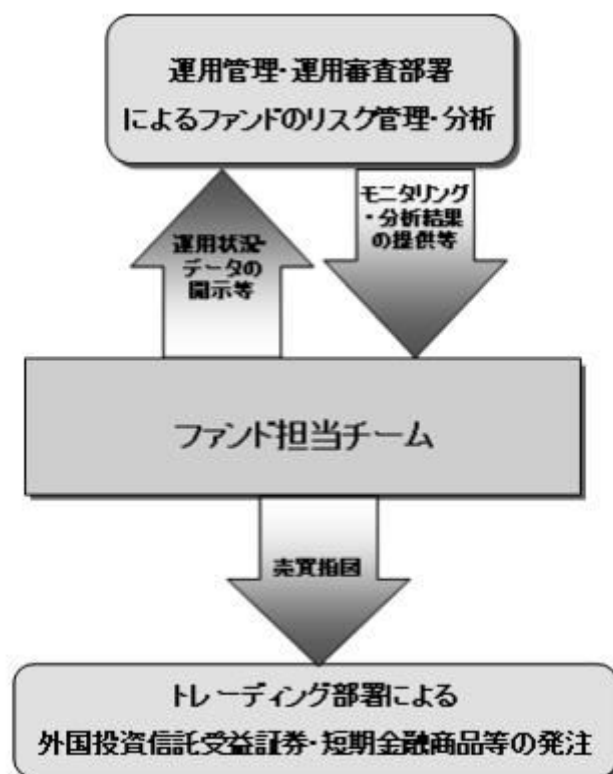 運用管理・運用審査部署
によるファンドのリスク管理・分析
運用状況・
データの
開示等
モニタリング
・分析結果
の提供等
ファンド担当チーム
売買指図
トレーディング部署による
外国投資信託受益証券・短期金融商品等の発注